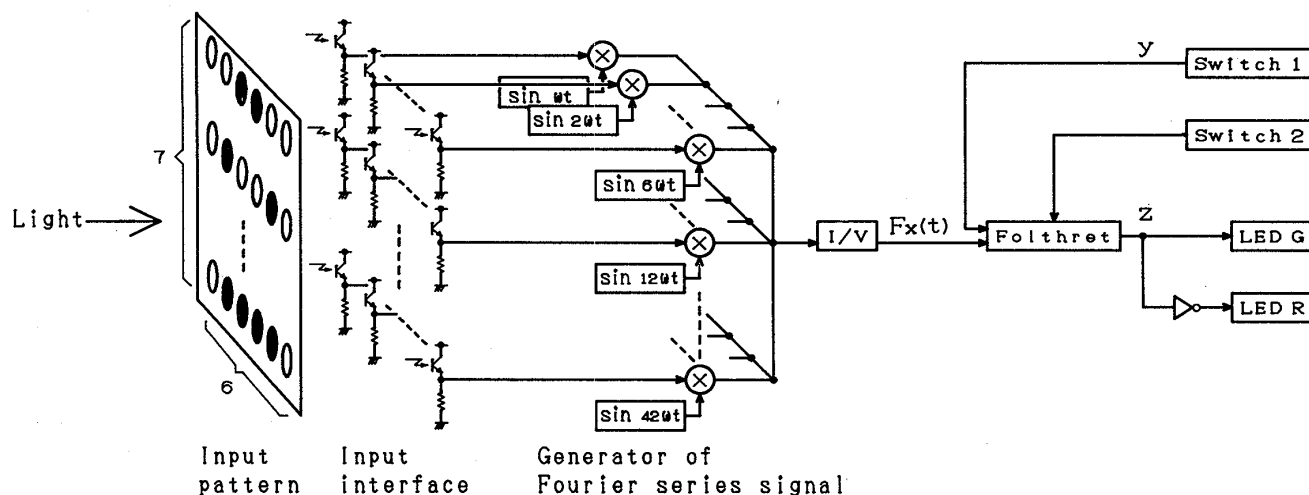 y
Switch 1
sin ωt
sin 2ωt
Switch 2
7
sin 6ωt
Light
I/V
Fx(t)
Folthret
z
LED G
sin 12ωt
LED R
6
sin 42ωt
Input pattern
Input interface
Generator of Fourier series signal